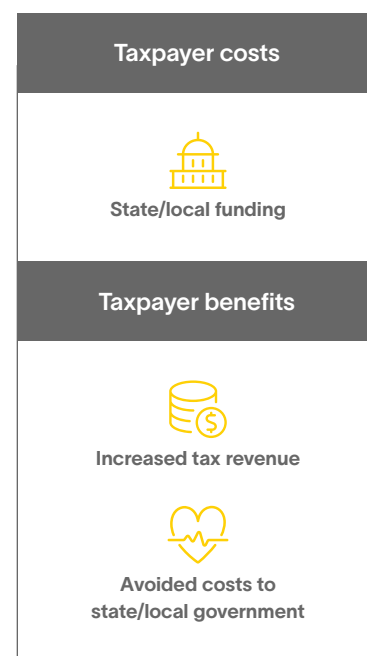 Taxpayer costs
State/local funding
Taxpayer benefits
$
Increased tax revenue
Avoided costs to
state/local government